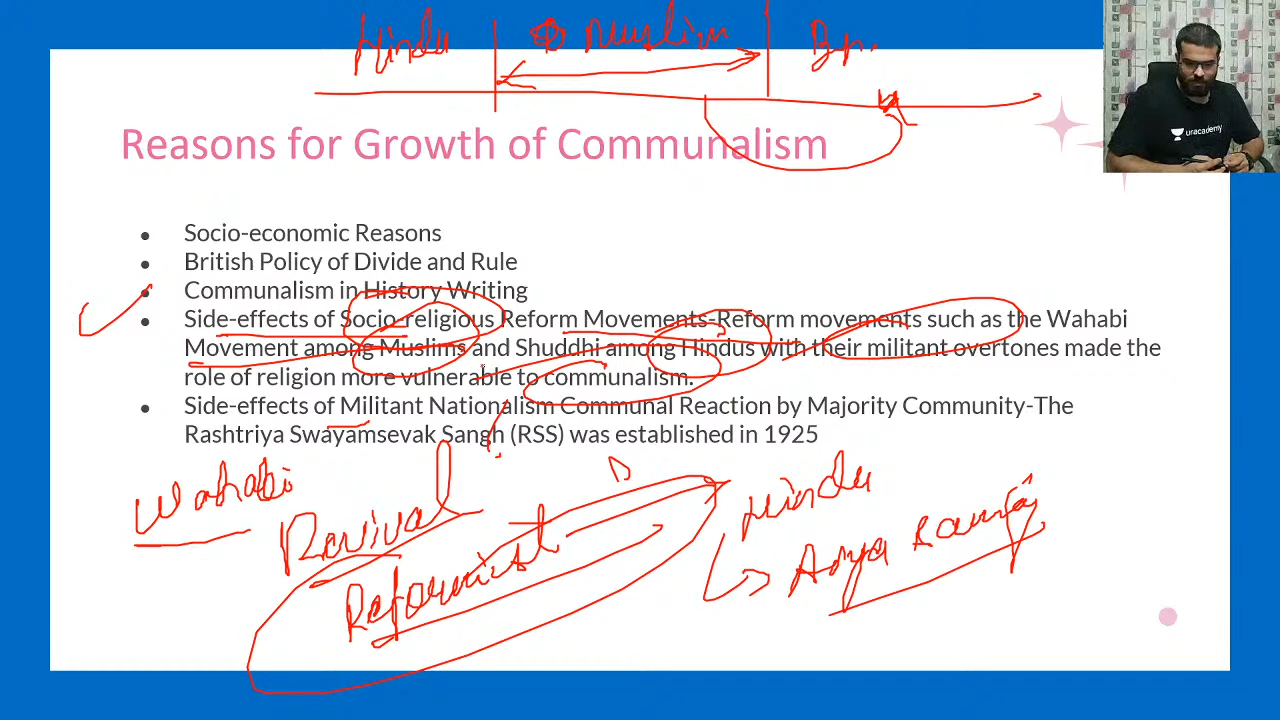 Hindu Muslim Br.
unacademy
Reasons for Growth of Communalism
● Socio-economic Reasons
● British Policy of Divide and Rule
● Communalism in History Writing
● Side-effects of Socio-religious Reform Movements-Reform movements such as the Wahabi
Movement among Muslims and Shuddhi among Hindus with their militant overtones made the
role of religion more vulnerable to communalism.
● Side-effects of Militant Nationalism Communal Reaction by Majority Community-The
Rashtriya Swayamsevak Sangh (RSS) was established in 1925
Wahabi
Revival
Reformist
Hindu
Arya Samaj